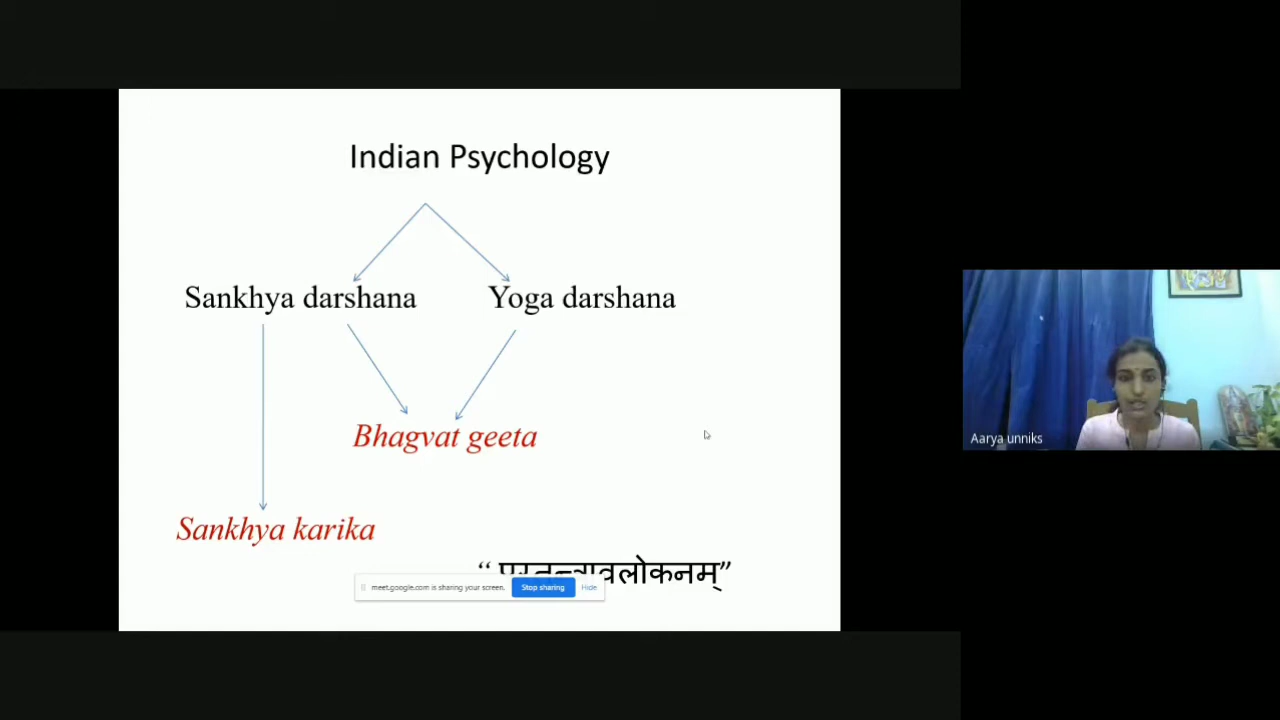 Indian Psychology
Sankhya darshana
Yoga darshana
Bhagvat geeta
Sankhya karika
meet.google.com is sharing your screen.
Stop sharing
Hide
Aarya unniks